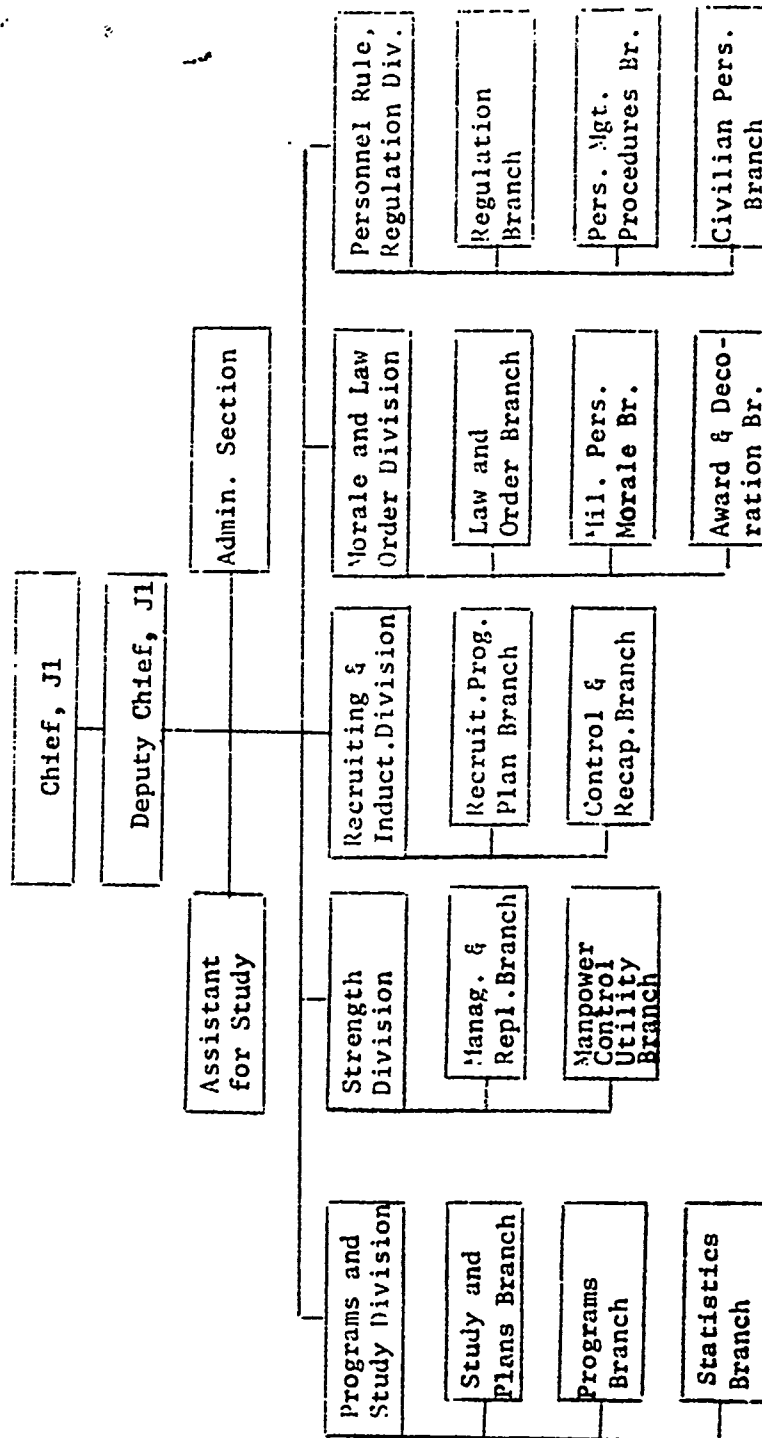 Chief, J1
Deputy Chief, J1
Assistant
for Study
Admin. Section
Programs and
Study Division
Study and
Plans Branch
Programs
Branch
Statistics
Branch
Strength
Division
Manag. &
Repl.Branch
Manpower
Control
Utility
Branch
Recruiting &
Induct.Division
Recruit.Prog.
Plan Branch
Control &
Recap.Branch
Morale and Law
Order Division
Law and
Order Branch
Mil. Pers.
Morale Br.
Award & Deco-
ration Br.
Personnel Rule,
Regulation Div.
Regulation
Branch
Pers. Mgt.
Procedures Br.
Civilian Pers.
Branch